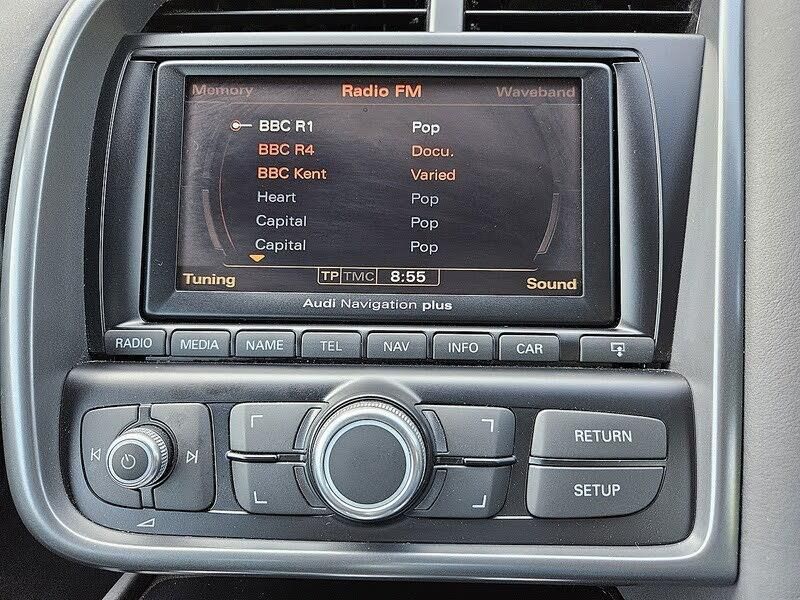 Memory Radio FM Waveband
BBC R1 Pop
BBC R4 Docu.
BBC Kent Varied
Heart Pop
Capital Pop
Capital Pop
Tuning TP TMC 8:55 Sound
Audi Navigation plus
RADIO MEDIA NAME TEL NAV INFO CAR
RETURN
SETUP